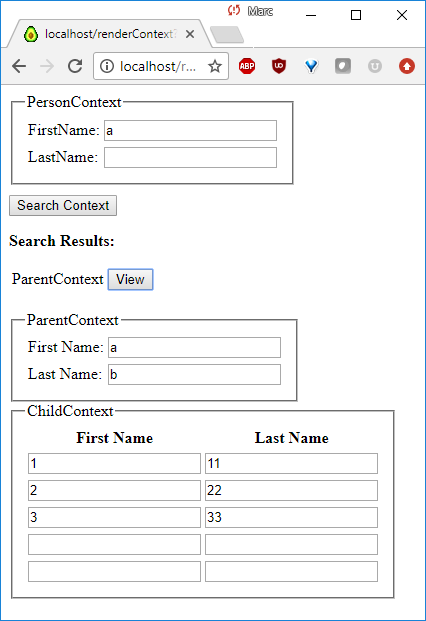 Marc
localhost/renderContext?
localhost/r...
ABP
UD
U
PersonContext
FirstName: a
LastName:
Search Context
Search Results:
ParentContext View
ParentContext
First Name: a
Last Name: b
ChildContext
First Name Last Name
1 11
2 22
3 33